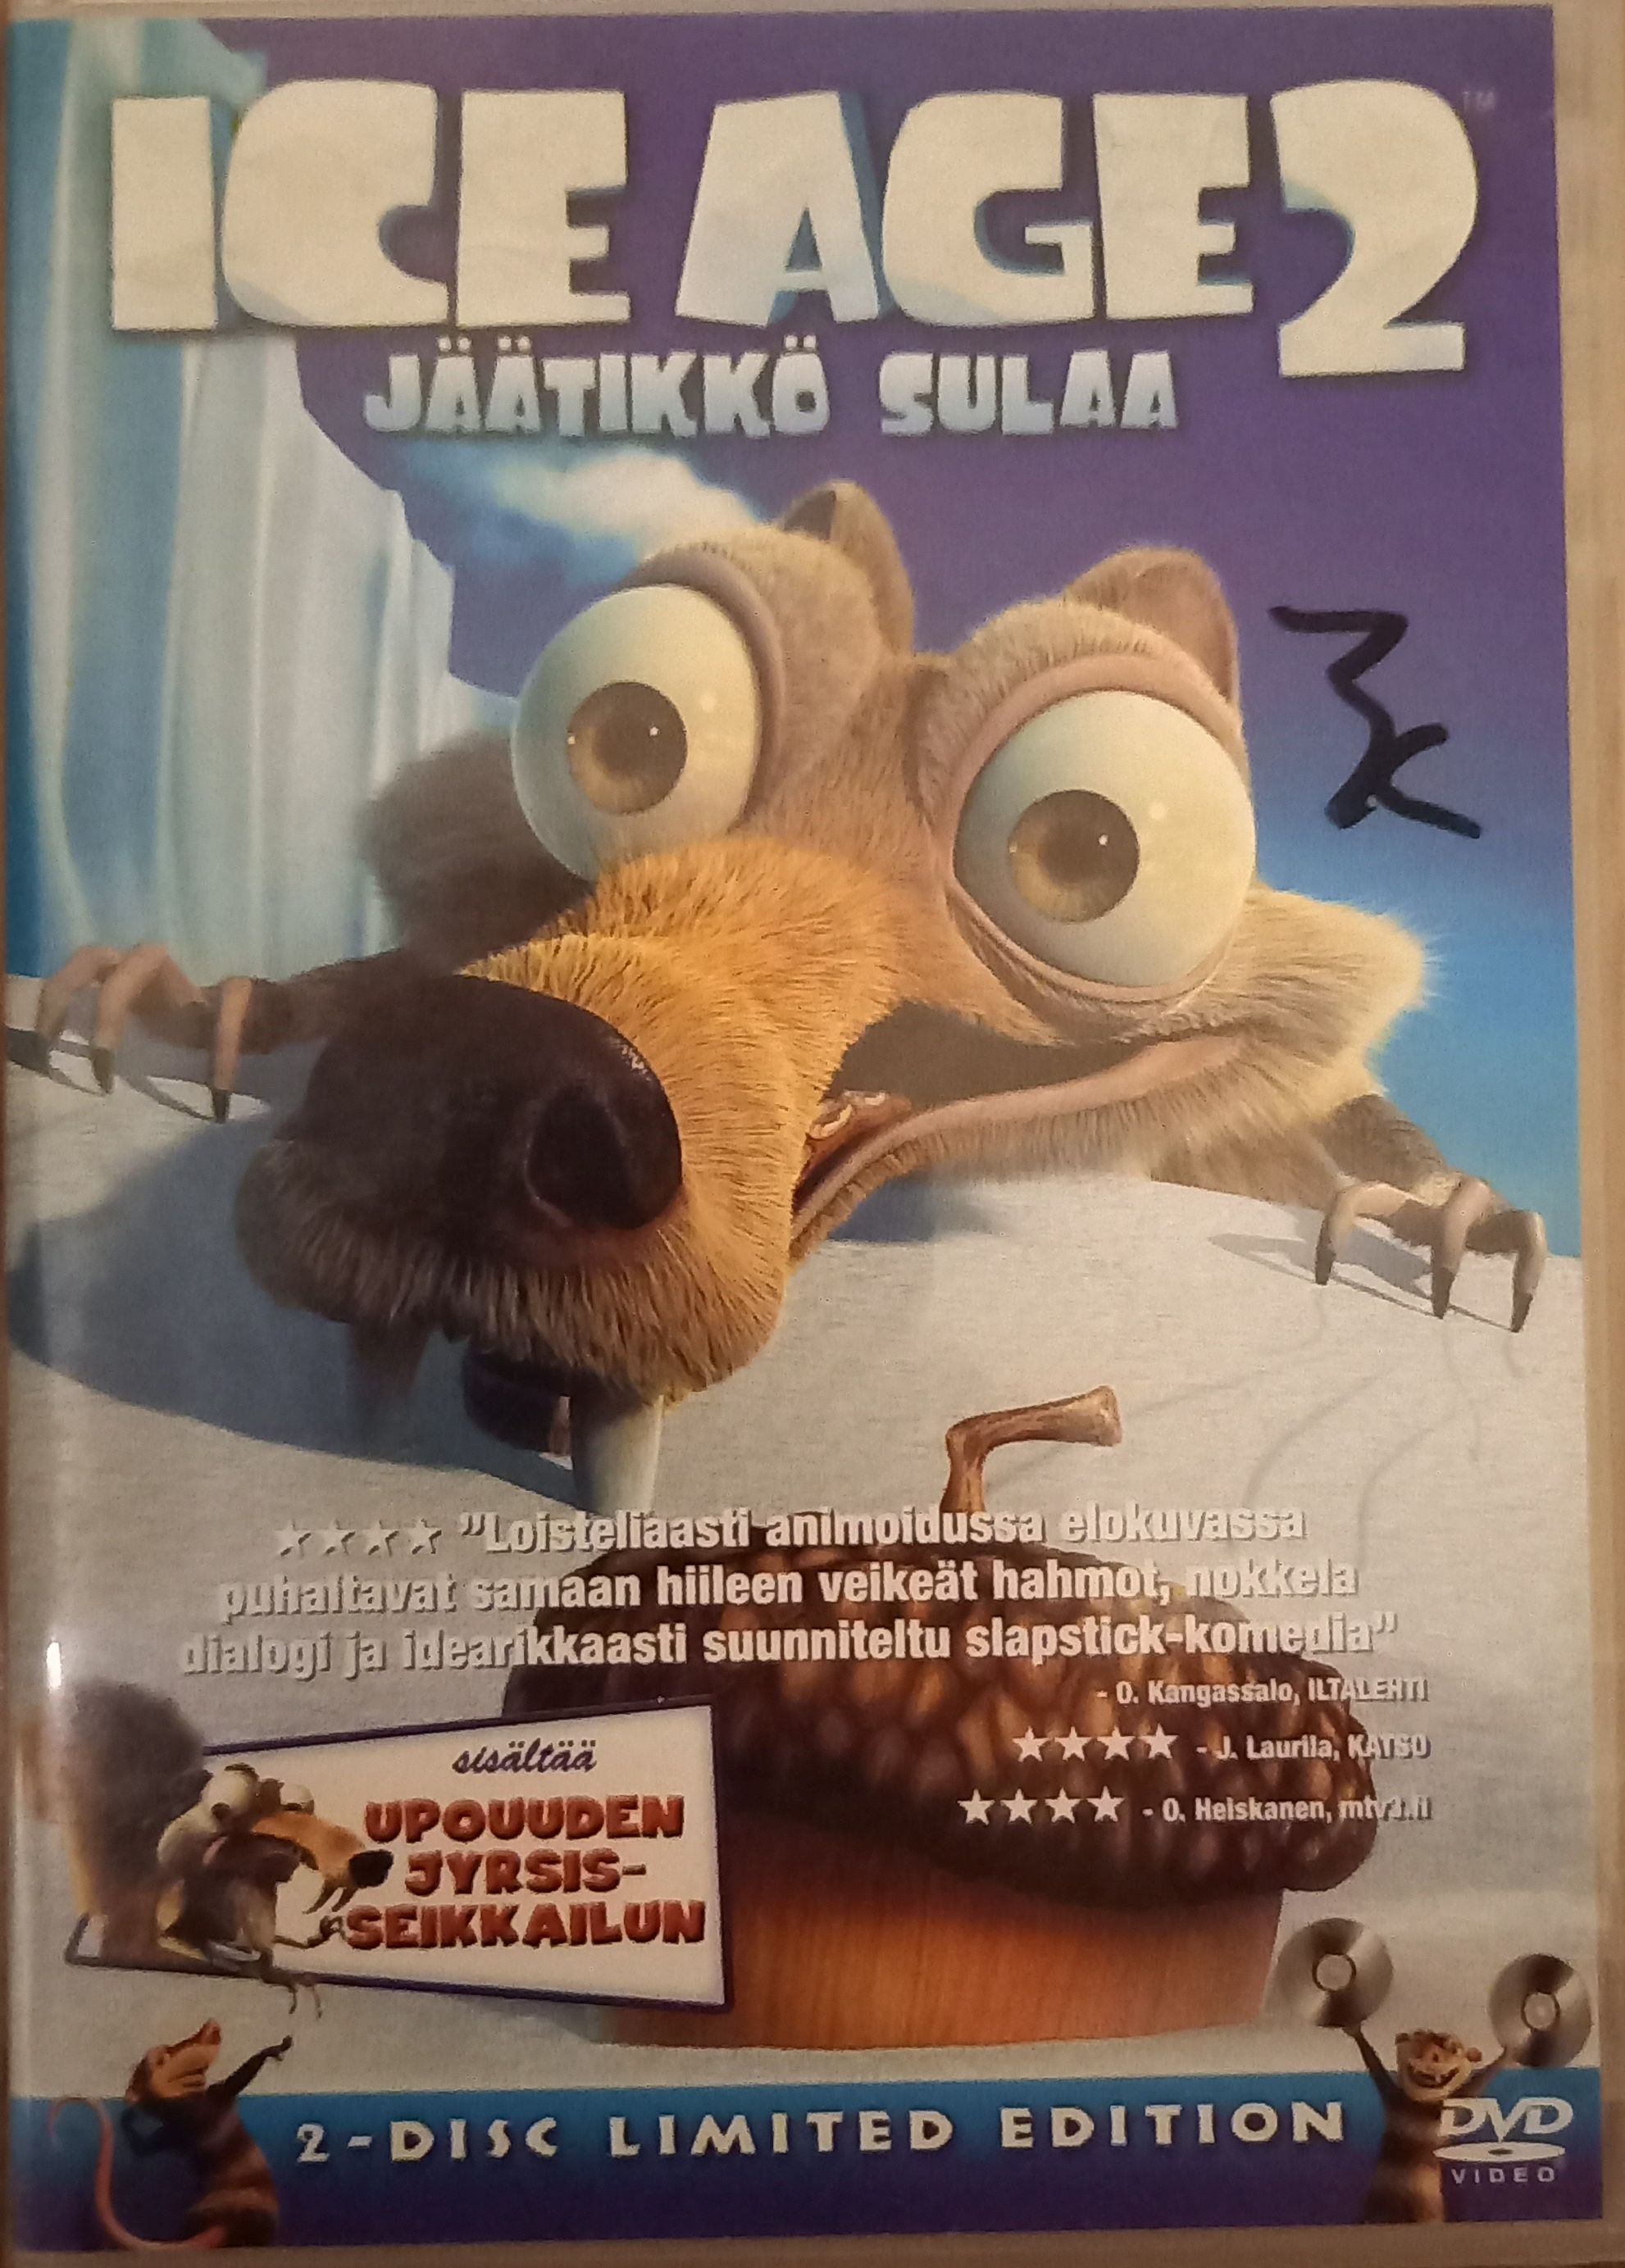 ICE AGE 2 ™
JÄÄTIKKÖ SULAA
★★★★ "Loisteliaasti animoidussa elokuvassa
puhaltavat samaan hiileen veikeät hahmot, nokkela
dialogi ja idearikkaasti suunniteltu slapstick-komedia"
- O. Kangassalo, ILTALEHTI
★★★★ - J. Laurila, KATSO
★★★★ - O. Heiskanen, mtv3.fi
sisältää
UPOUUDEN
JYRSIS-
SEIKKAILUN
2-DISC LIMITED EDITION
DVD
VIDEO